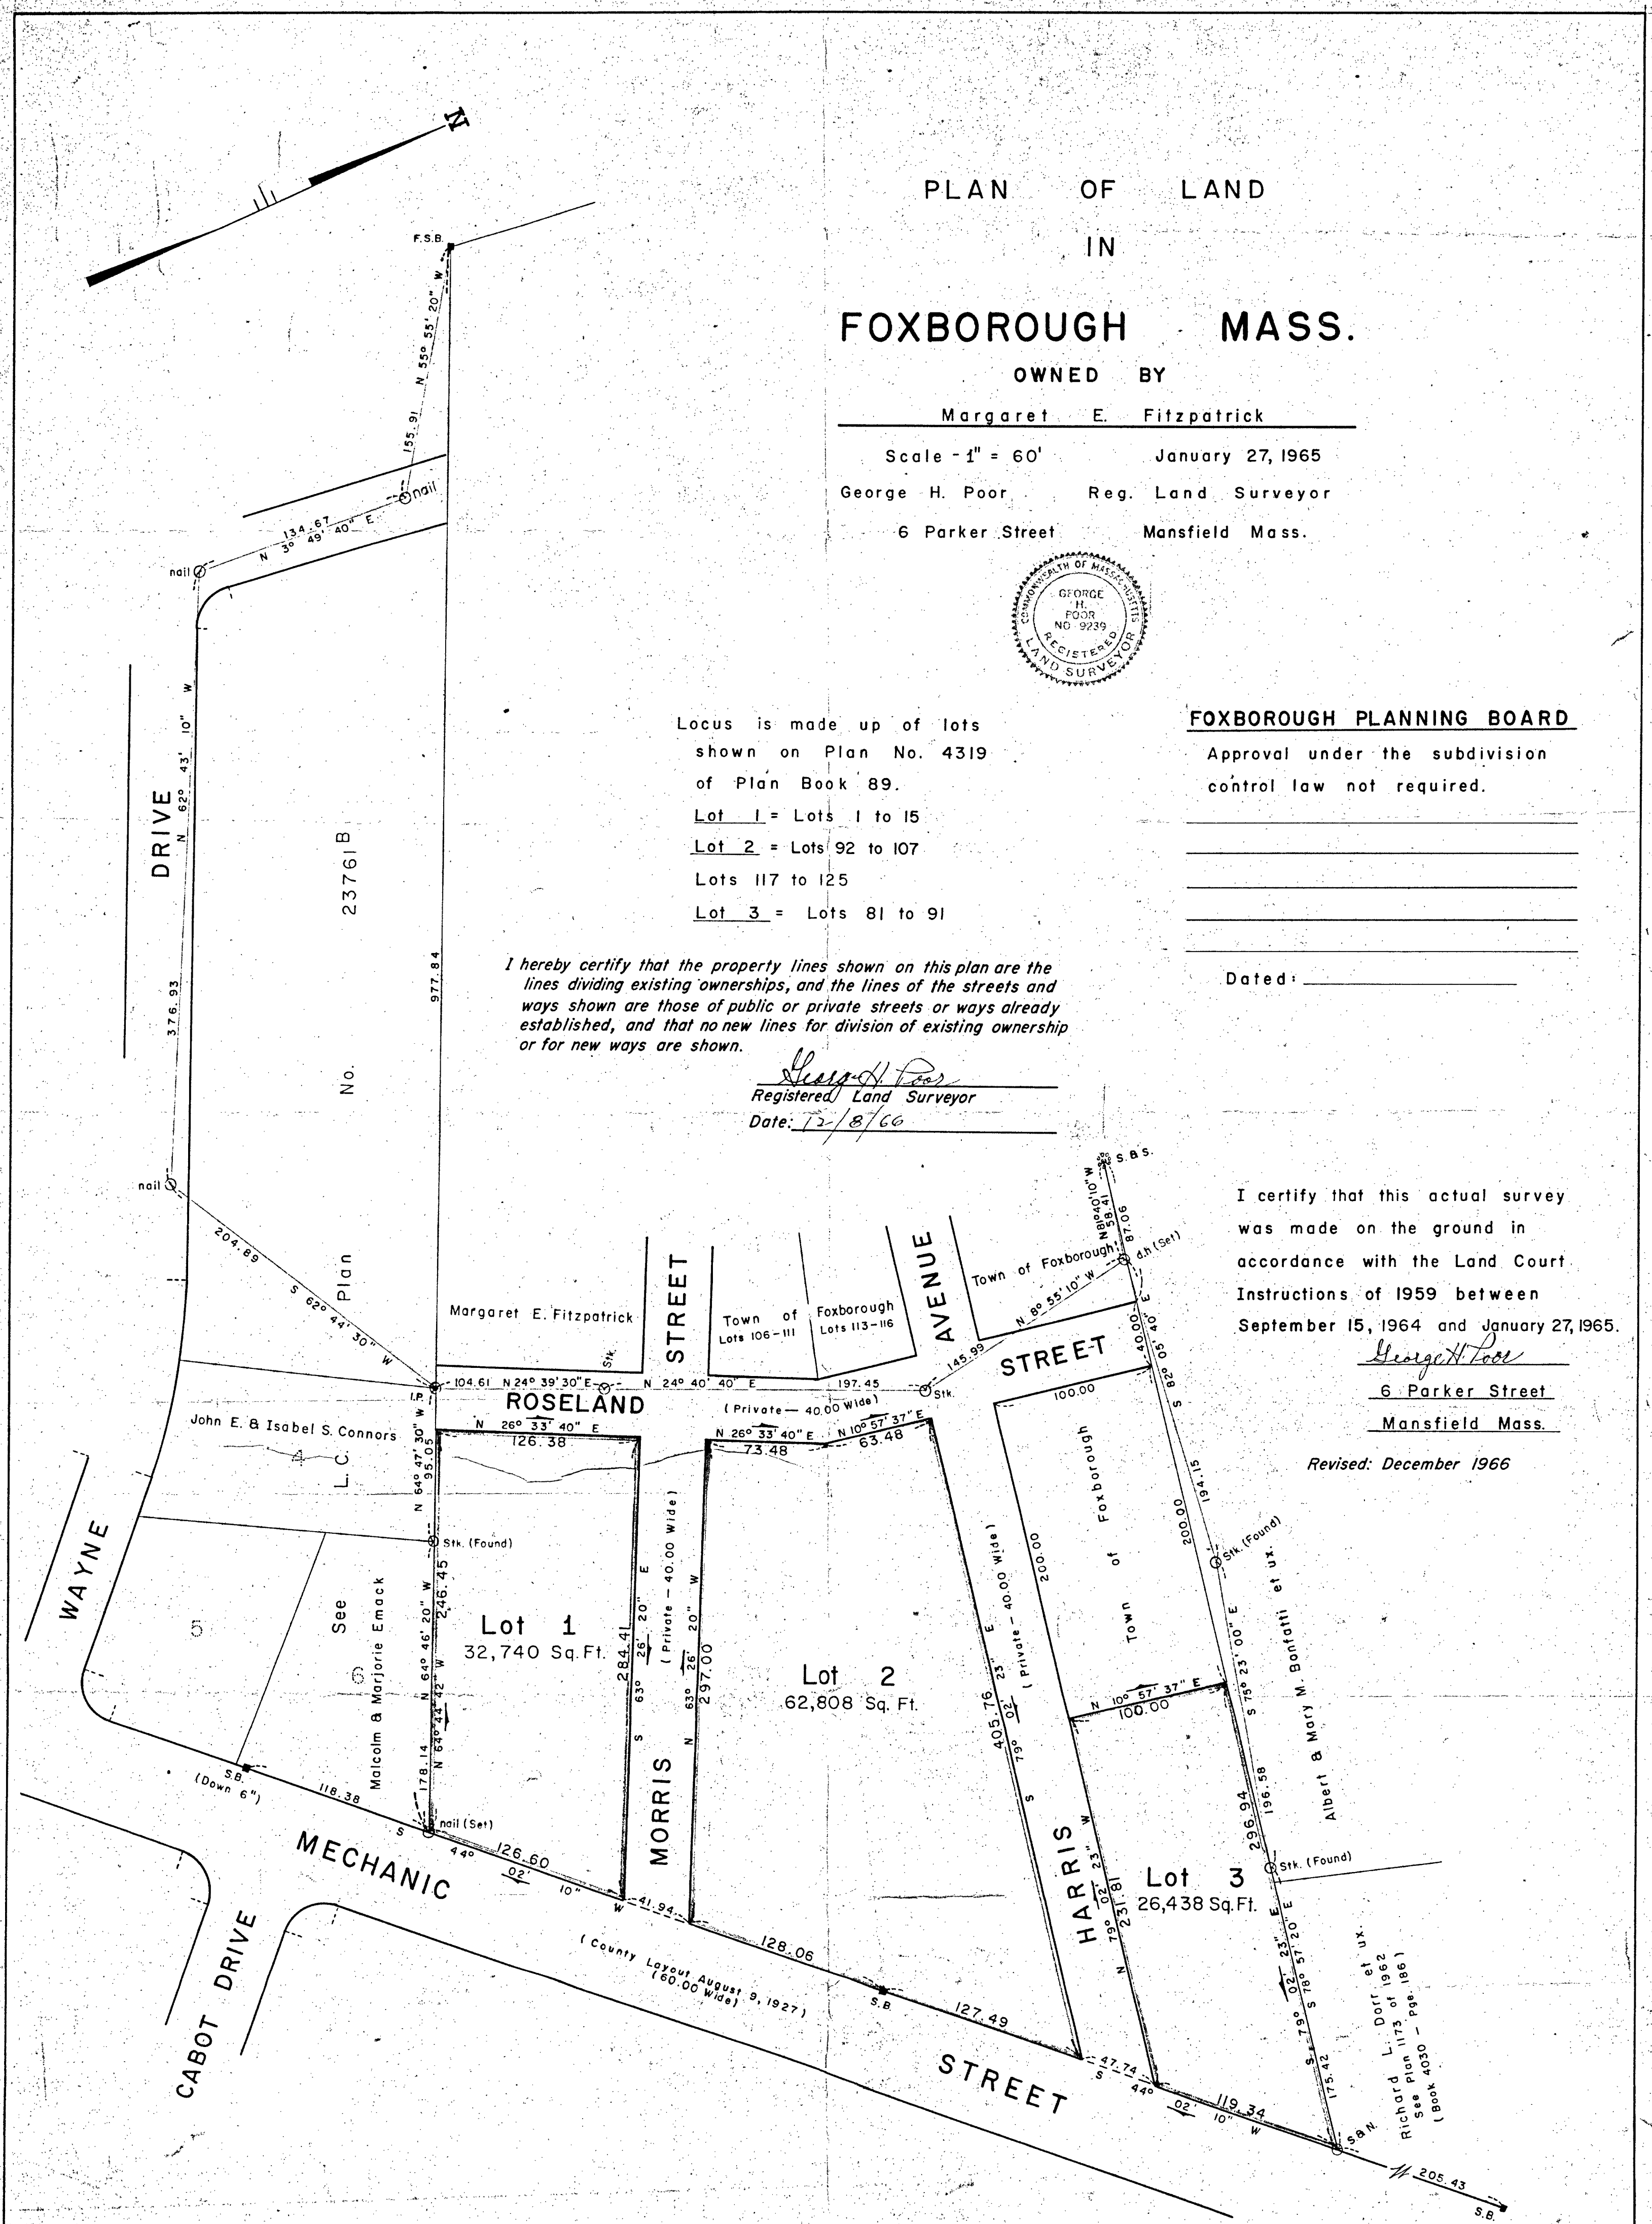 N
PLAN OF LAND
IN
FOXBOROUGH MASS.
OWNED BY
Margaret E. Fitzpatrick
Scale - 1" = 60' January 27, 1965
George H. Poor Reg. Land Surveyor
6 Parker Street Mansfield Mass.
COMMONWEALTH OF MASSACHUSETTS
GEORGE
H.
POOR
NO 9239
REGISTERED
LAND SURVEYOR
Locus is made up of lots
shown on Plan No. 4319
of Plan Book 89.
Lot 1 = Lots 1 to 15
Lot 2 = Lots 92 to 107
Lots 117 to 125
Lot 3 = Lots 81 to 91
FOXBOROUGH PLANNING BOARD
Approval under the subdivision
control law not required.
Dated:
I hereby certify that the property lines shown on this plan are the
lines dividing existing ownerships, and the lines of the streets and
ways shown are those of public or private streets or ways already
established, and that no new lines for division of existing ownership
or for new ways are shown.
George H. Poor
Registered Land Surveyor
Date: 12/8/66
I certify that this actual survey
was made on the ground in
accordance with the Land Court
Instructions of 1959 between
September 15, 1964 and January 27, 1965.
George H. Poor
6 Parker Street
Mansfield Mass.
Revised: December 1966
F.S.B.
N 55° 55' 20" W
155.91
nail
134.67
N 3° 49' 40" E
nail
DRIVE
N 62° 43' 10" W
376.93
977.84
See Plan No. 23761 B
L.C.
nail
204.89
S 62° 44' 30" W
Margaret E. Fitzpatrick
STREET
Town of Foxborough
Lots 106-111
Lots 113-116
AVENUE
Town of Foxborough
S.B.S.
N81°40'10"W
58.41
87.06
d.h (Set)
N 8° 55' 10" W
145.99
Stk.
I.P.
104.61 N 24° 39' 30" E
Stk.
N 24° 40' 40" E
197.45
ROSELAND
(Private - 40.00 Wide)
STREET
40.00
S 82° 05' 40" E
100.00
John E. & Isabel S. Connors
N 64° 47' 30" W
95.05
N 26° 33' 40" E
126.38
N 26° 33' 40" E
73.48
N 10° 57' 37" E
63.48
Stk. (Found)
WAYNE
5
6
Malcolm & Marjorie Emack
N 64° 46' 20" W
246.45
178.14
N 64° 44' 42" W
Lot 1
32,740 Sq.Ft.
284.41
S 63° 26' 20" E
(Private - 40.00 Wide)
MORRIS
N 63° 26' 20" W
297.00
Lot 2
62,808 Sq. Ft.
405.76
S 79° 02' 23" E
(Private - 40.00 Wide)
HARRIS
200.00
Town of Foxborough
200.00
194.15
Stk. (Found)
S 75° 23' 00" E
N 10° 57' 37" E
100.00
Albert & Mary M. Bonfatti et ux.
N 79° 02' 23" W
231.81
Lot 3
26,438 Sq.Ft.
296.94
196.58
Stk. (Found)
S 79° 02' 23" E
S 78° 57' 20" E
175.42
Richard L. Dorr et ux.
See Plan 1173 of 1962
(Book 4030 - Pge. 186)
S.B.
(Down 6")
118.38
nail (Set)
S 44° 02' 10" W
126.60
41.94
128.06
S.B.
127.49
47.74
S 44° 02' 10" W
119.34
S.B.N.
205.43
S.B.
MECHANIC
(County Layout August 9, 1927)
(60.00 Wide)
STREET
CABOT DRIVE